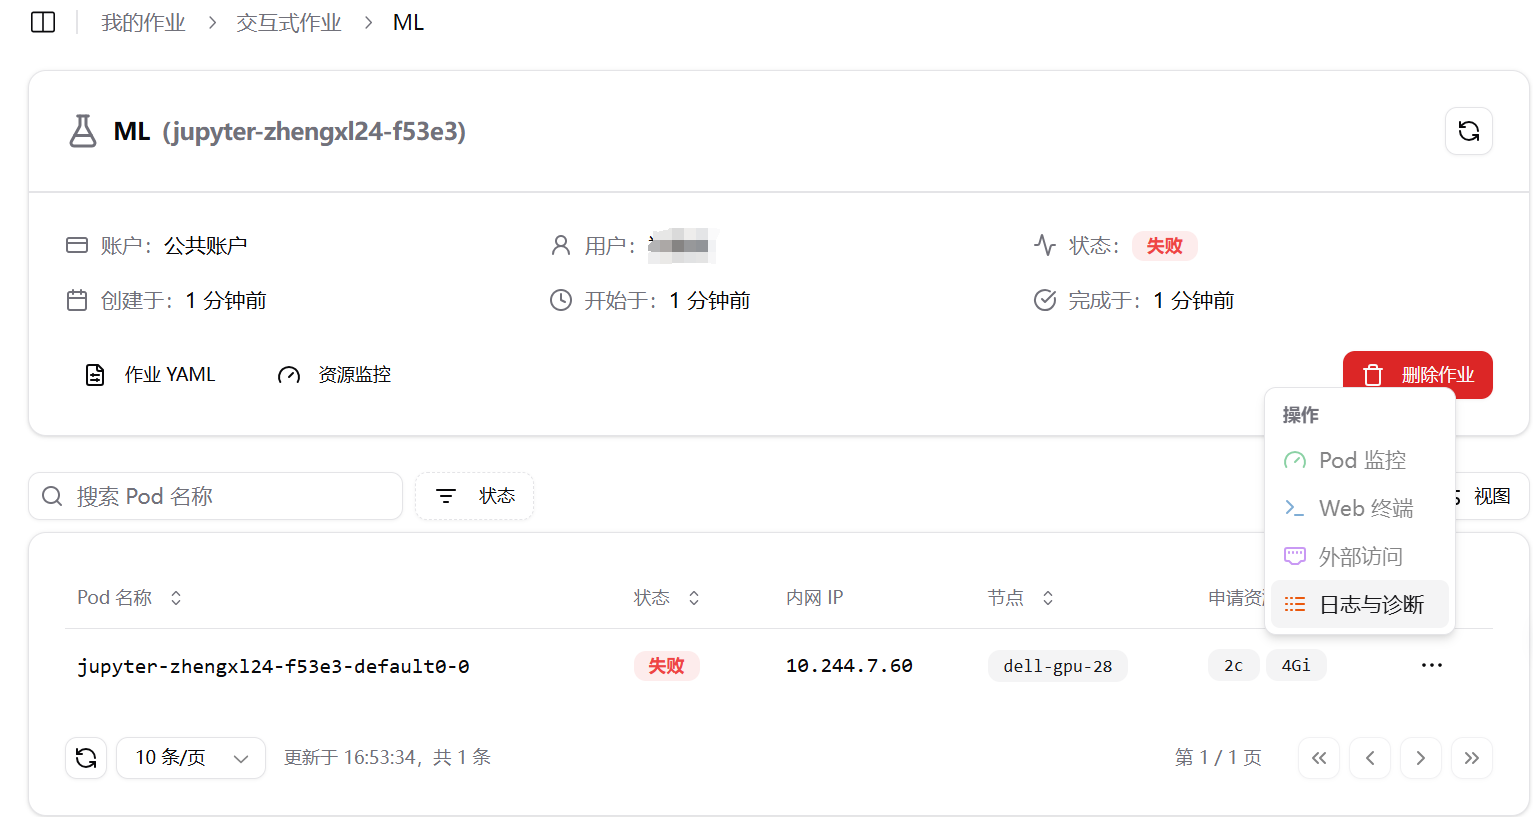 我的作业 > 交互式作业 > ML
ML (jupyter-zhengxl24-f53e3)
账户： 公共账户
用户：
状态： 失败
创建于： 1 分钟前
开始于： 1 分钟前
完成于： 1 分钟前
作业 YAML
资源监控
删除作业
操作
Pod 监控
Web 终端
外部访问
日志与诊断
搜索 Pod 名称
状态
视图
Pod 名称 状态 内网 IP 节点 申请资
jupyter-zhengxl24-f53e3-default0-0 失败 10.244.7.60 dell-gpu-28 2c 4Gi ···
10 条/页 更新于 16:53:34，共 1 条 第 1 / 1 页